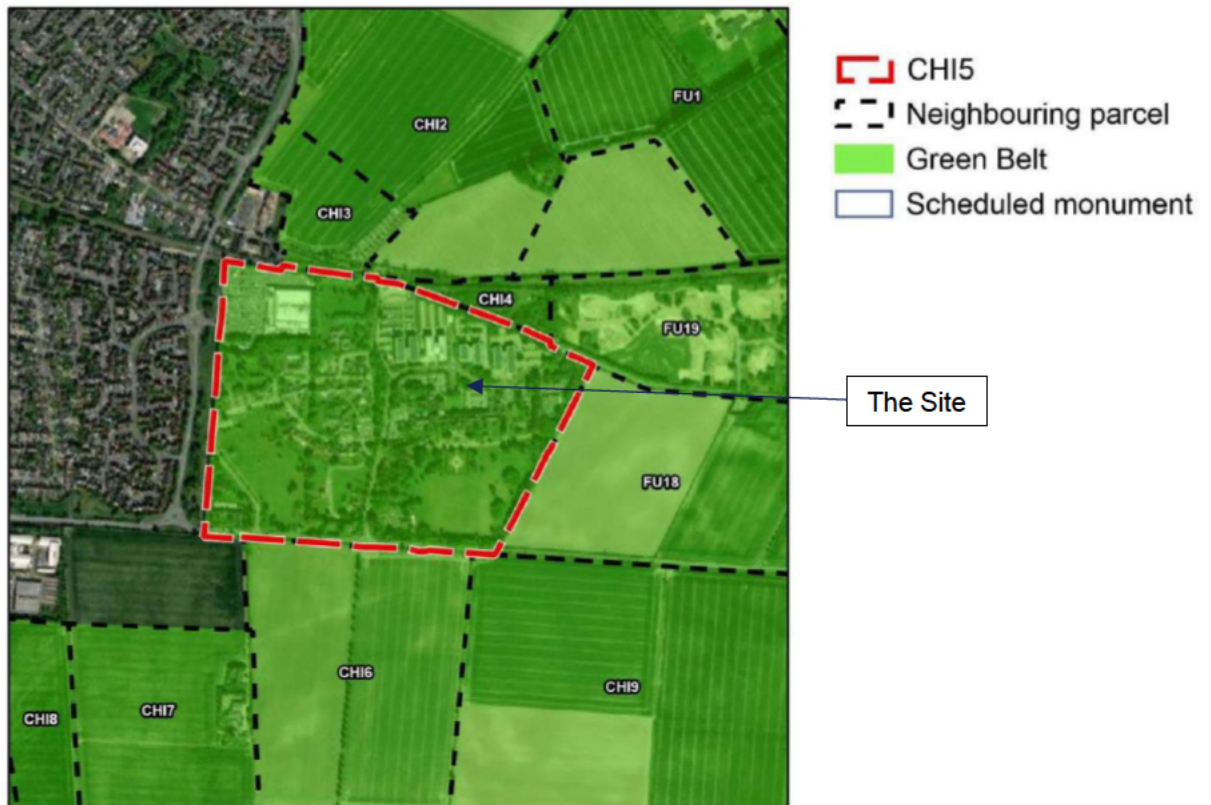 CHI2
FU1
CHI3
CHI4
FU19
FU18
CHI6
CHI9
CHI7
CHI8
CHI5
Neighbouring parcel
Green Belt
Scheduled monument
The Site